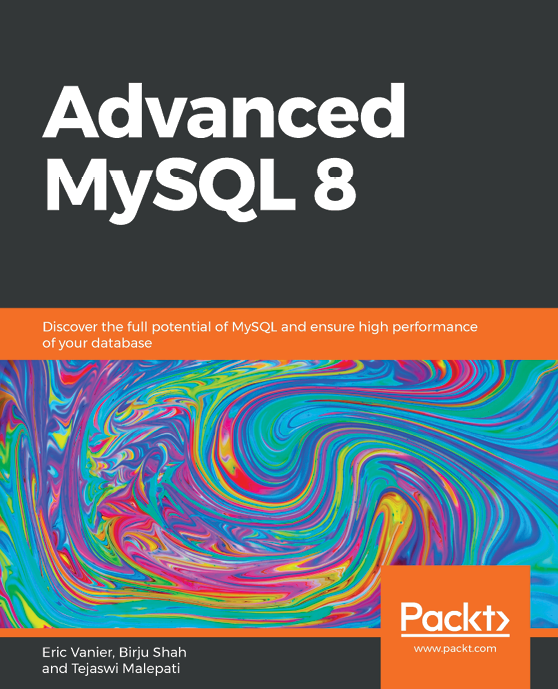 Advanced
MySQL 8
Discover the full potential of MySQL and ensure high performance
of your database
Packt>
www.packt.com
Eric Vanier, Birju Shah
and Tejaswi Malepati